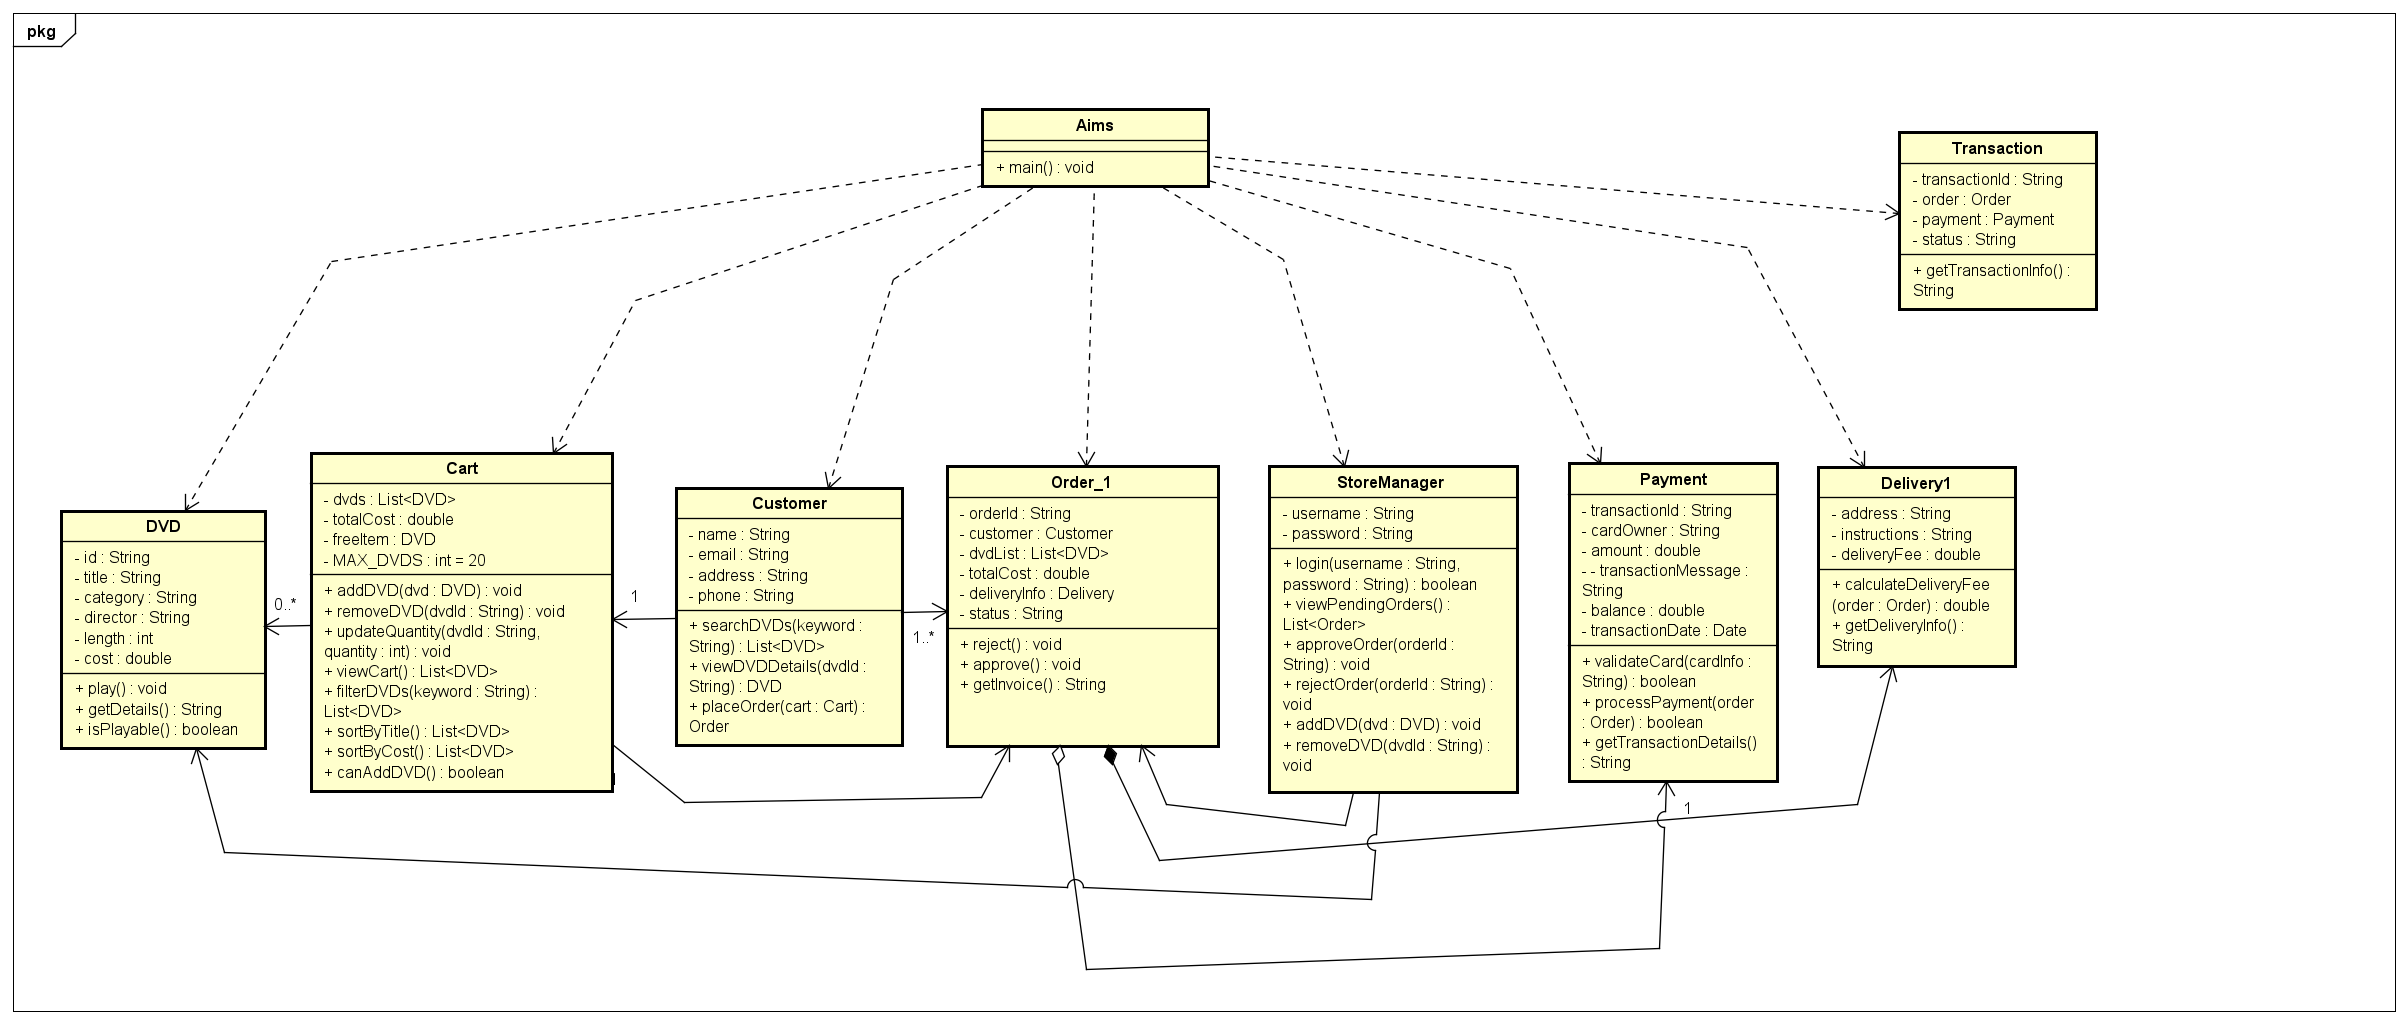 pkg
Aims
+ main() : void
Transaction
- transactionId : String
- order : Order
- payment : Payment
- status : String
+ getTransactionInfo() :
String
DVD
- id : String
- title : String
- category : String
- director : String
- length : int
- cost : double
+ play() : void
+ getDetails() : String
+ isPlayable() : boolean
0..*
Cart
- dvds : List<DVD>
- totalCost : double
- freeItem : DVD
- MAX_DVDS : int = 20
+ addDVD(dvd : DVD) : void
+ removeDVD(dvdId : String) : void
+ updateQuantity(dvdId : String,
quantity : int) : void
+ viewCart() : List<DVD>
+ filterDVDs(keyword : String) :
List<DVD>
+ sortByTitle() : List<DVD>
+ sortByCost() : List<DVD>
+ canAddDVD() : boolean
1
Customer
- name : String
- email : String
- address : String
- phone : String
+ searchDVDs(keyword :
String) : List<DVD>
+ viewDVDDetails(dvdId :
String) : DVD
+ placeOrder(cart : Cart) :
Order
1..*
Order_1
- orderId : String
- customer : Customer
- dvdList : List<DVD>
- totalCost : double
- deliveryInfo : Delivery
- status : String
+ reject() : void
+ approve() : void
+ getInvoice() : String
StoreManager
- username : String
- password : String
+ login(username : String,
password : String) : boolean
+ viewPendingOrders() :
List<Order>
+ approveOrder(orderId :
String) : void
+ rejectOrder(orderId : String) :
void
+ addDVD(dvd : DVD) : void
+ removeDVD(dvdId : String) :
void
Payment
- transactionId : String
- cardOwner : String
- amount : double
- - transactionMessage :
String
- balance : double
- transactionDate : Date
+ validateCard(cardInfo :
String) : boolean
+ processPayment(order
: Order) : boolean
+ getTransactionDetails()
: String
1
Delivery1
- address : String
- instructions : String
- deliveryFee : double
+ calculateDeliveryFee
(order : Order) : double
+ getDeliveryInfo() :
String